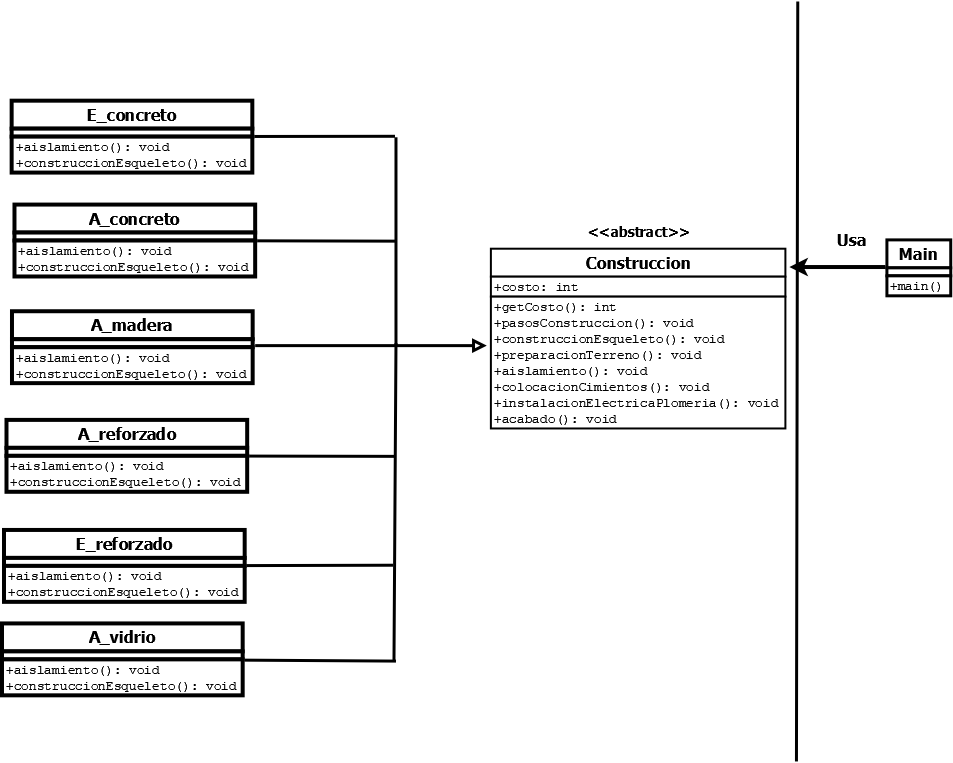 E_concreto
+aislamiento(): void
+construccionEsqueleto(): void
A_concreto
+aislamiento(): void
+construccionEsqueleto(): void
A_madera
+aislamiento(): void
+construccionEsqueleto(): void
A_reforzado
+aislamiento(): void
+construccionEsqueleto(): void
E_reforzado
+aislamiento(): void
+construccionEsqueleto(): void
A_vidrio
+aislamiento(): void
+construccionEsqueleto(): void
<<abstract>>
Construccion
+costo: int
+getCosto(): int
+pasosConstruccion(): void
+construccionEsqueleto(): void
+preparacionTerreno(): void
+aislamiento(): void
+colocacionCimientos(): void
+instalacionElectricaPlomeria(): void
+acabado(): void
Usa
Main
+main()